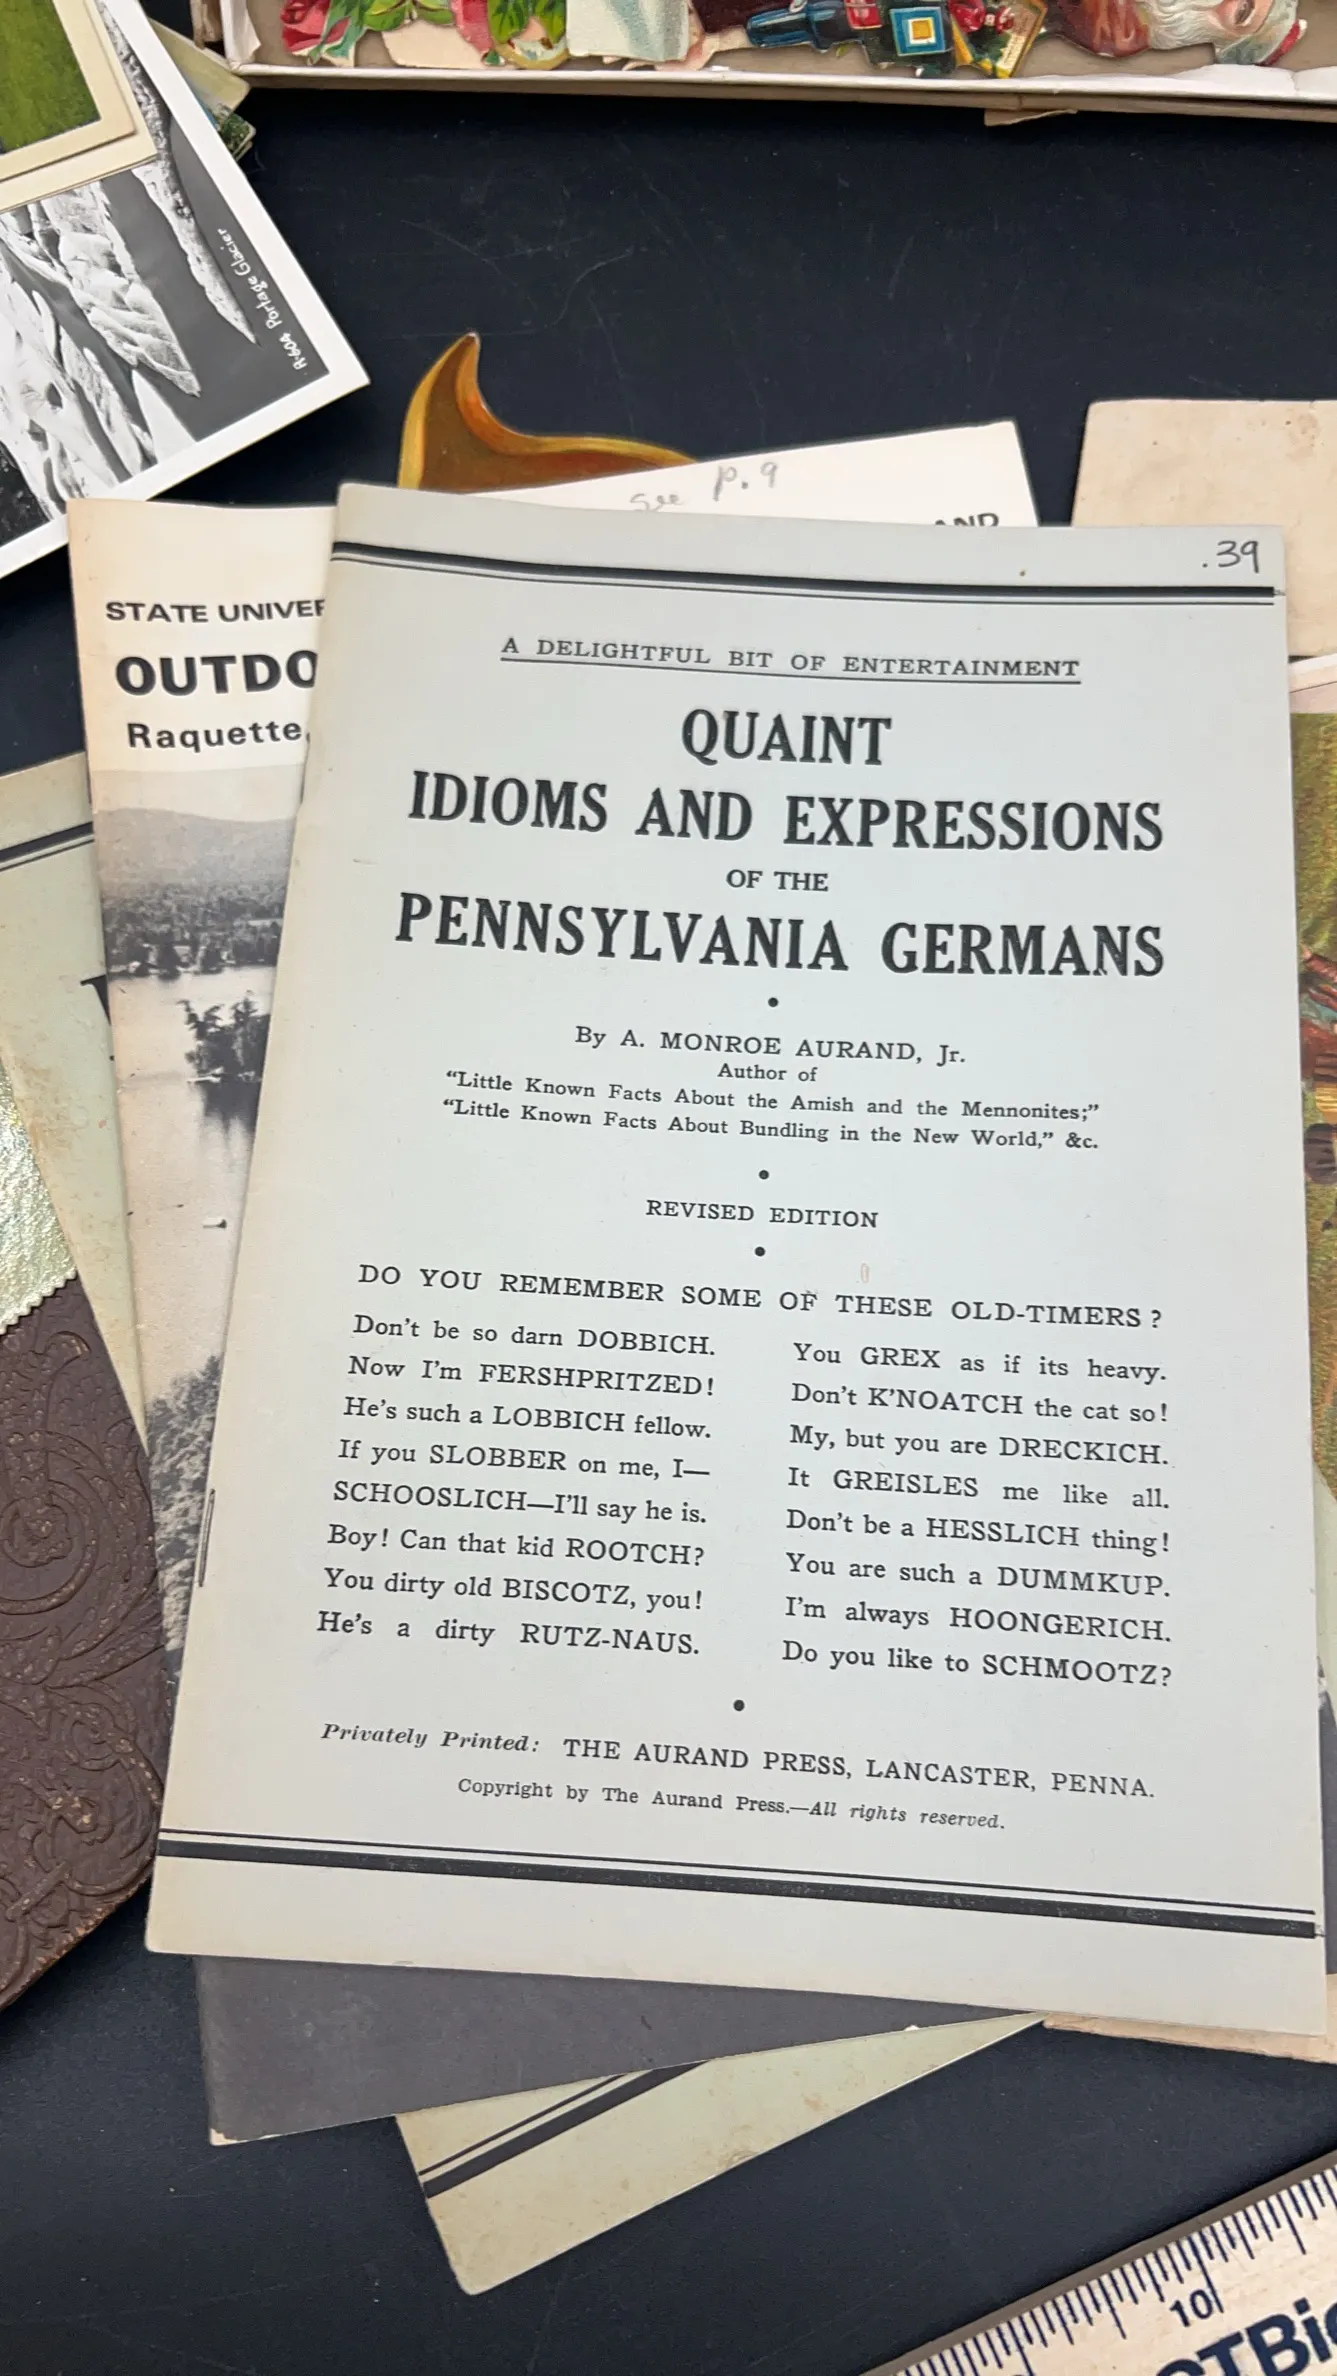 R-604 Portage Glacier
See p. 9
AND
.39
STATE UNIVER
OUTDO
Raquette
A DELIGHTFUL BIT OF ENTERTAINMENT
QUAINT
IDIOMS AND EXPRESSIONS
OF THE
PENNSYLVANIA GERMANS
By A. MONROE AURAND, Jr.
Author of
"Little Known Facts About the Amish and the Mennonites;"
"Little Known Facts About Bundling in the New World," &c.
REVISED EDITION
DO YOU REMEMBER SOME OF THESE OLD-TIMERS?
Don't be so darn DOBBICH.
Now I'm FERSHPRITZED!
He's such a LOBBICH fellow.
If you SLOBBER on me, I—
SCHOOSLICH—I'll say he is.
Boy! Can that kid ROOTCH?
You dirty old BISCOTZ, you!
He's a dirty RUTZ-NAUS.
You GREX as if its heavy.
Don't K'NOATCH the cat so!
My, but you are DRECKICH.
It GREISLES me like all.
Don't be a HESSLICH thing!
You are such a DUMMKUP.
I'm always HOONGERICH.
Do you like to SCHMOOTZ?
Privately Printed: THE AURAND PRESS, LANCASTER, PENNA.
Copyright by The Aurand Press.—All rights reserved.
10
STBi